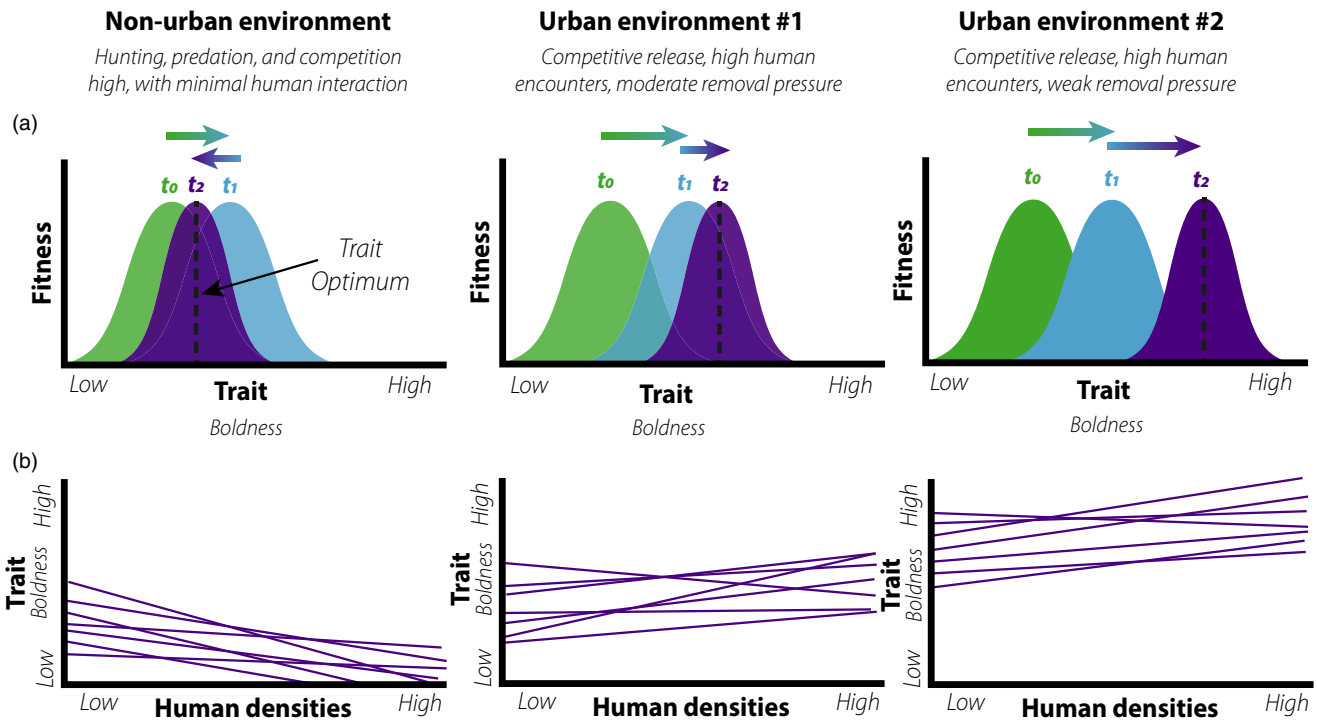 Non-urban environment
Hunting, predation, and competition
high, with minimal human interaction
Urban environment #1
Competitive release, high human
encounters, moderate removal pressure
Urban environment #2
Competitive release, high human
encounters, weak removal pressure
(a)
Fitness
t₀ t₂ t₁
Trait
Optimum
Low
High
Trait
Boldness
Fitness
t₀ t₁ t₂
Low
High
Trait
Boldness
Fitness
t₀ t₁ t₂
Low
High
Trait
Boldness
(b)
Trait
Boldness
High
Low
Low
High
Human densities
Trait
Boldness
High
Low
Low
High
Human densities
Trait
Boldness
High
Low
Low
High
Human densities